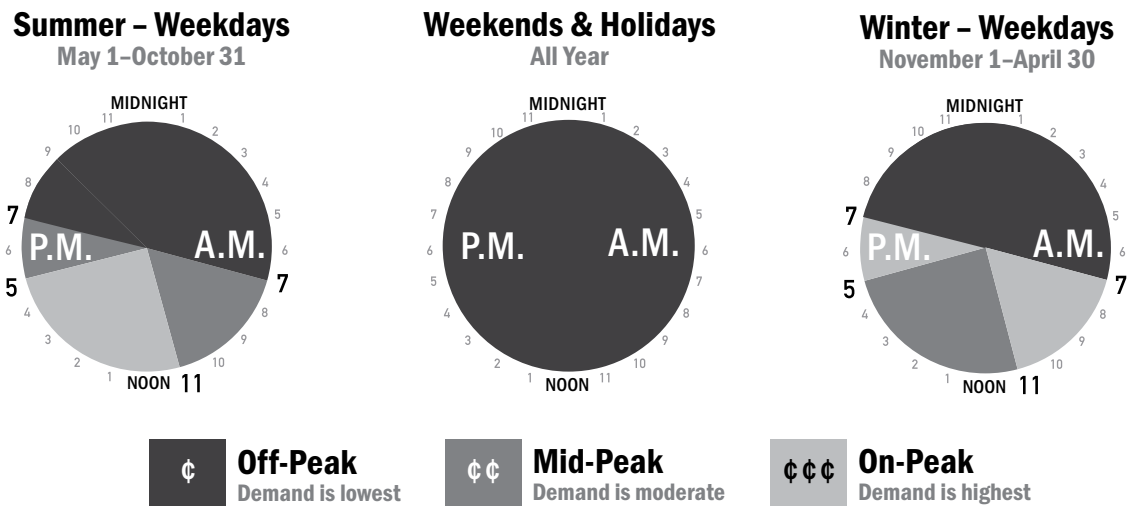 Summer – Weekdays
May 1–October 31
MIDNIGHT
1
2
3
4
5
6
7
8
9
10
11
NOON
1
2
3
4
5
6
7
8
9
10
11
A.M.
P.M.
Weekends & Holidays
All Year
MIDNIGHT
1
2
3
4
5
6
7
8
9
10
11
NOON
1
2
3
4
5
6
7
8
9
10
11
A.M.
P.M.
Winter – Weekdays
November 1–April 30
MIDNIGHT
1
2
3
4
5
6
7
8
9
10
11
NOON
1
2
3
4
5
6
7
8
9
10
11
A.M.
P.M.
¢
Off-Peak
Demand is lowest
¢¢
Mid-Peak
Demand is moderate
¢¢¢
On-Peak
Demand is highest